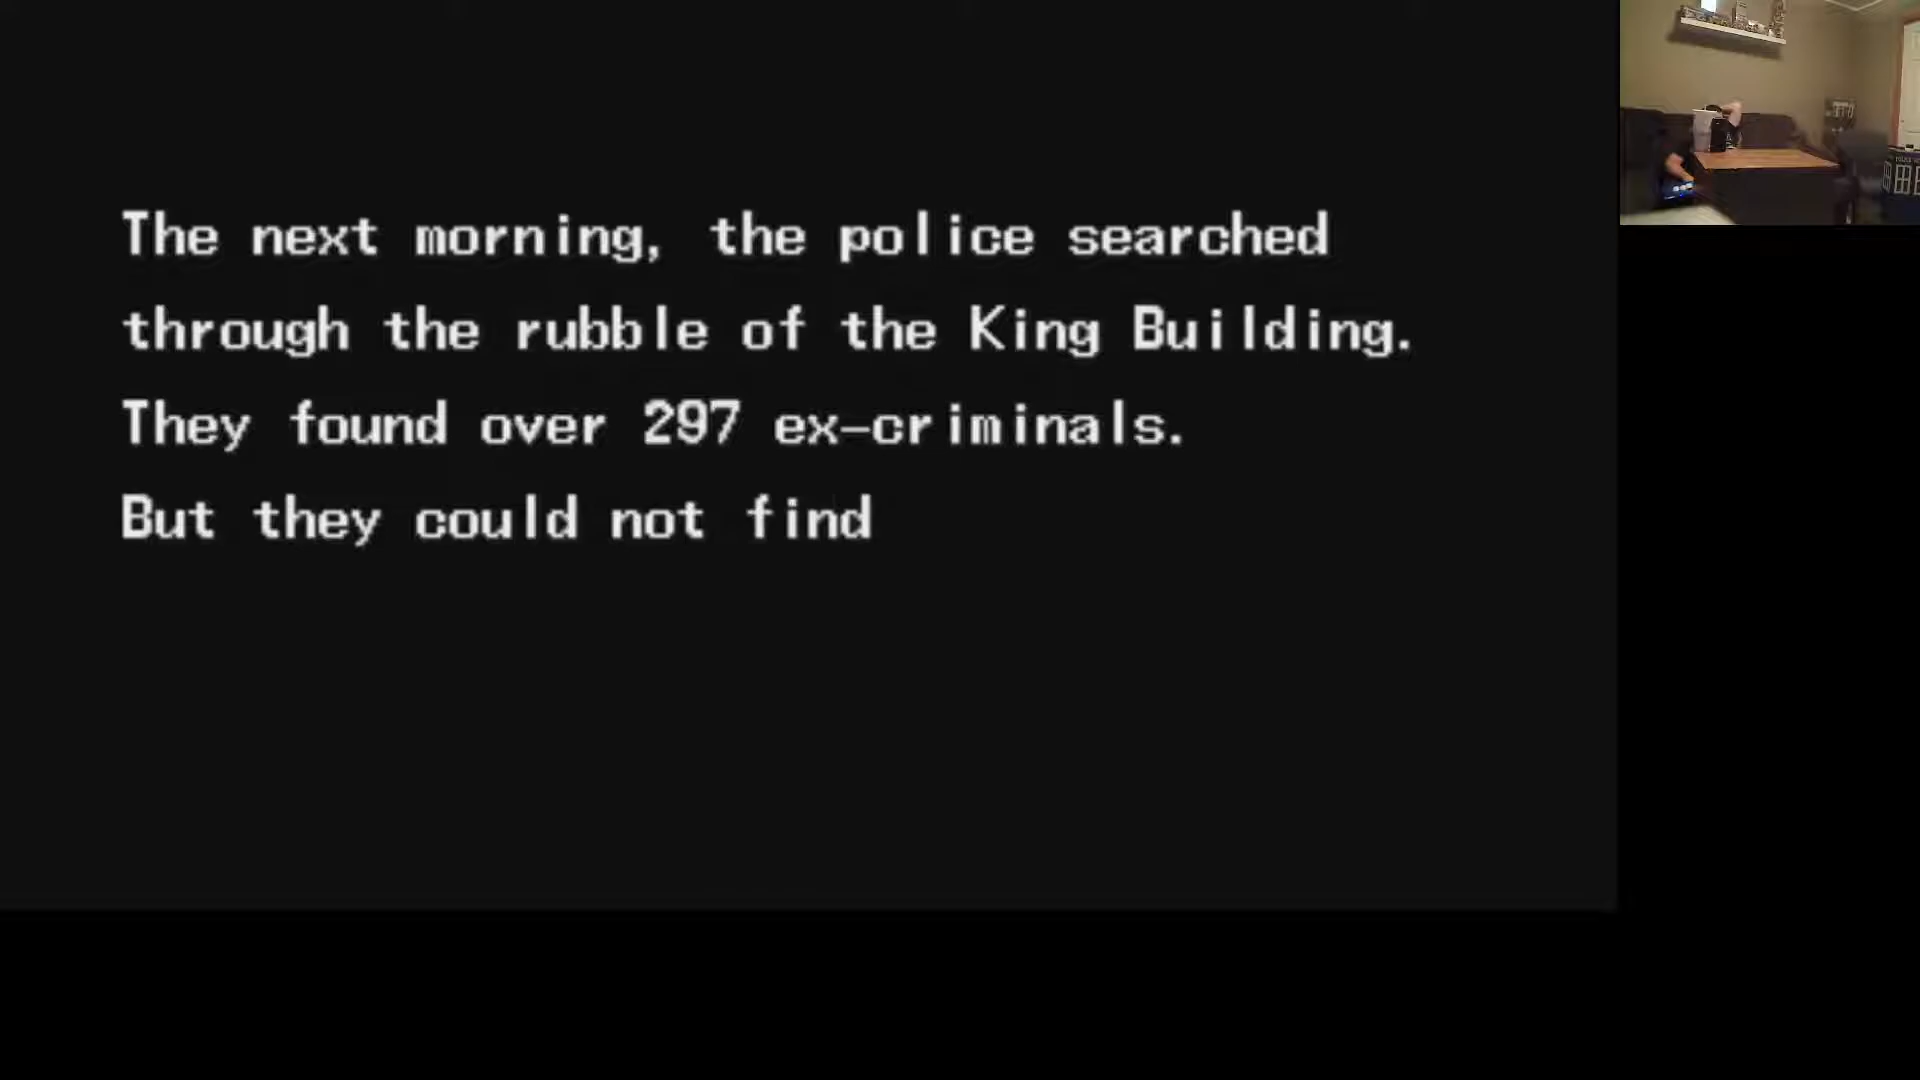 The next morning, the police searched
through the rubble of the King Building.
They found over 297 ex-criminals.
But they could not find